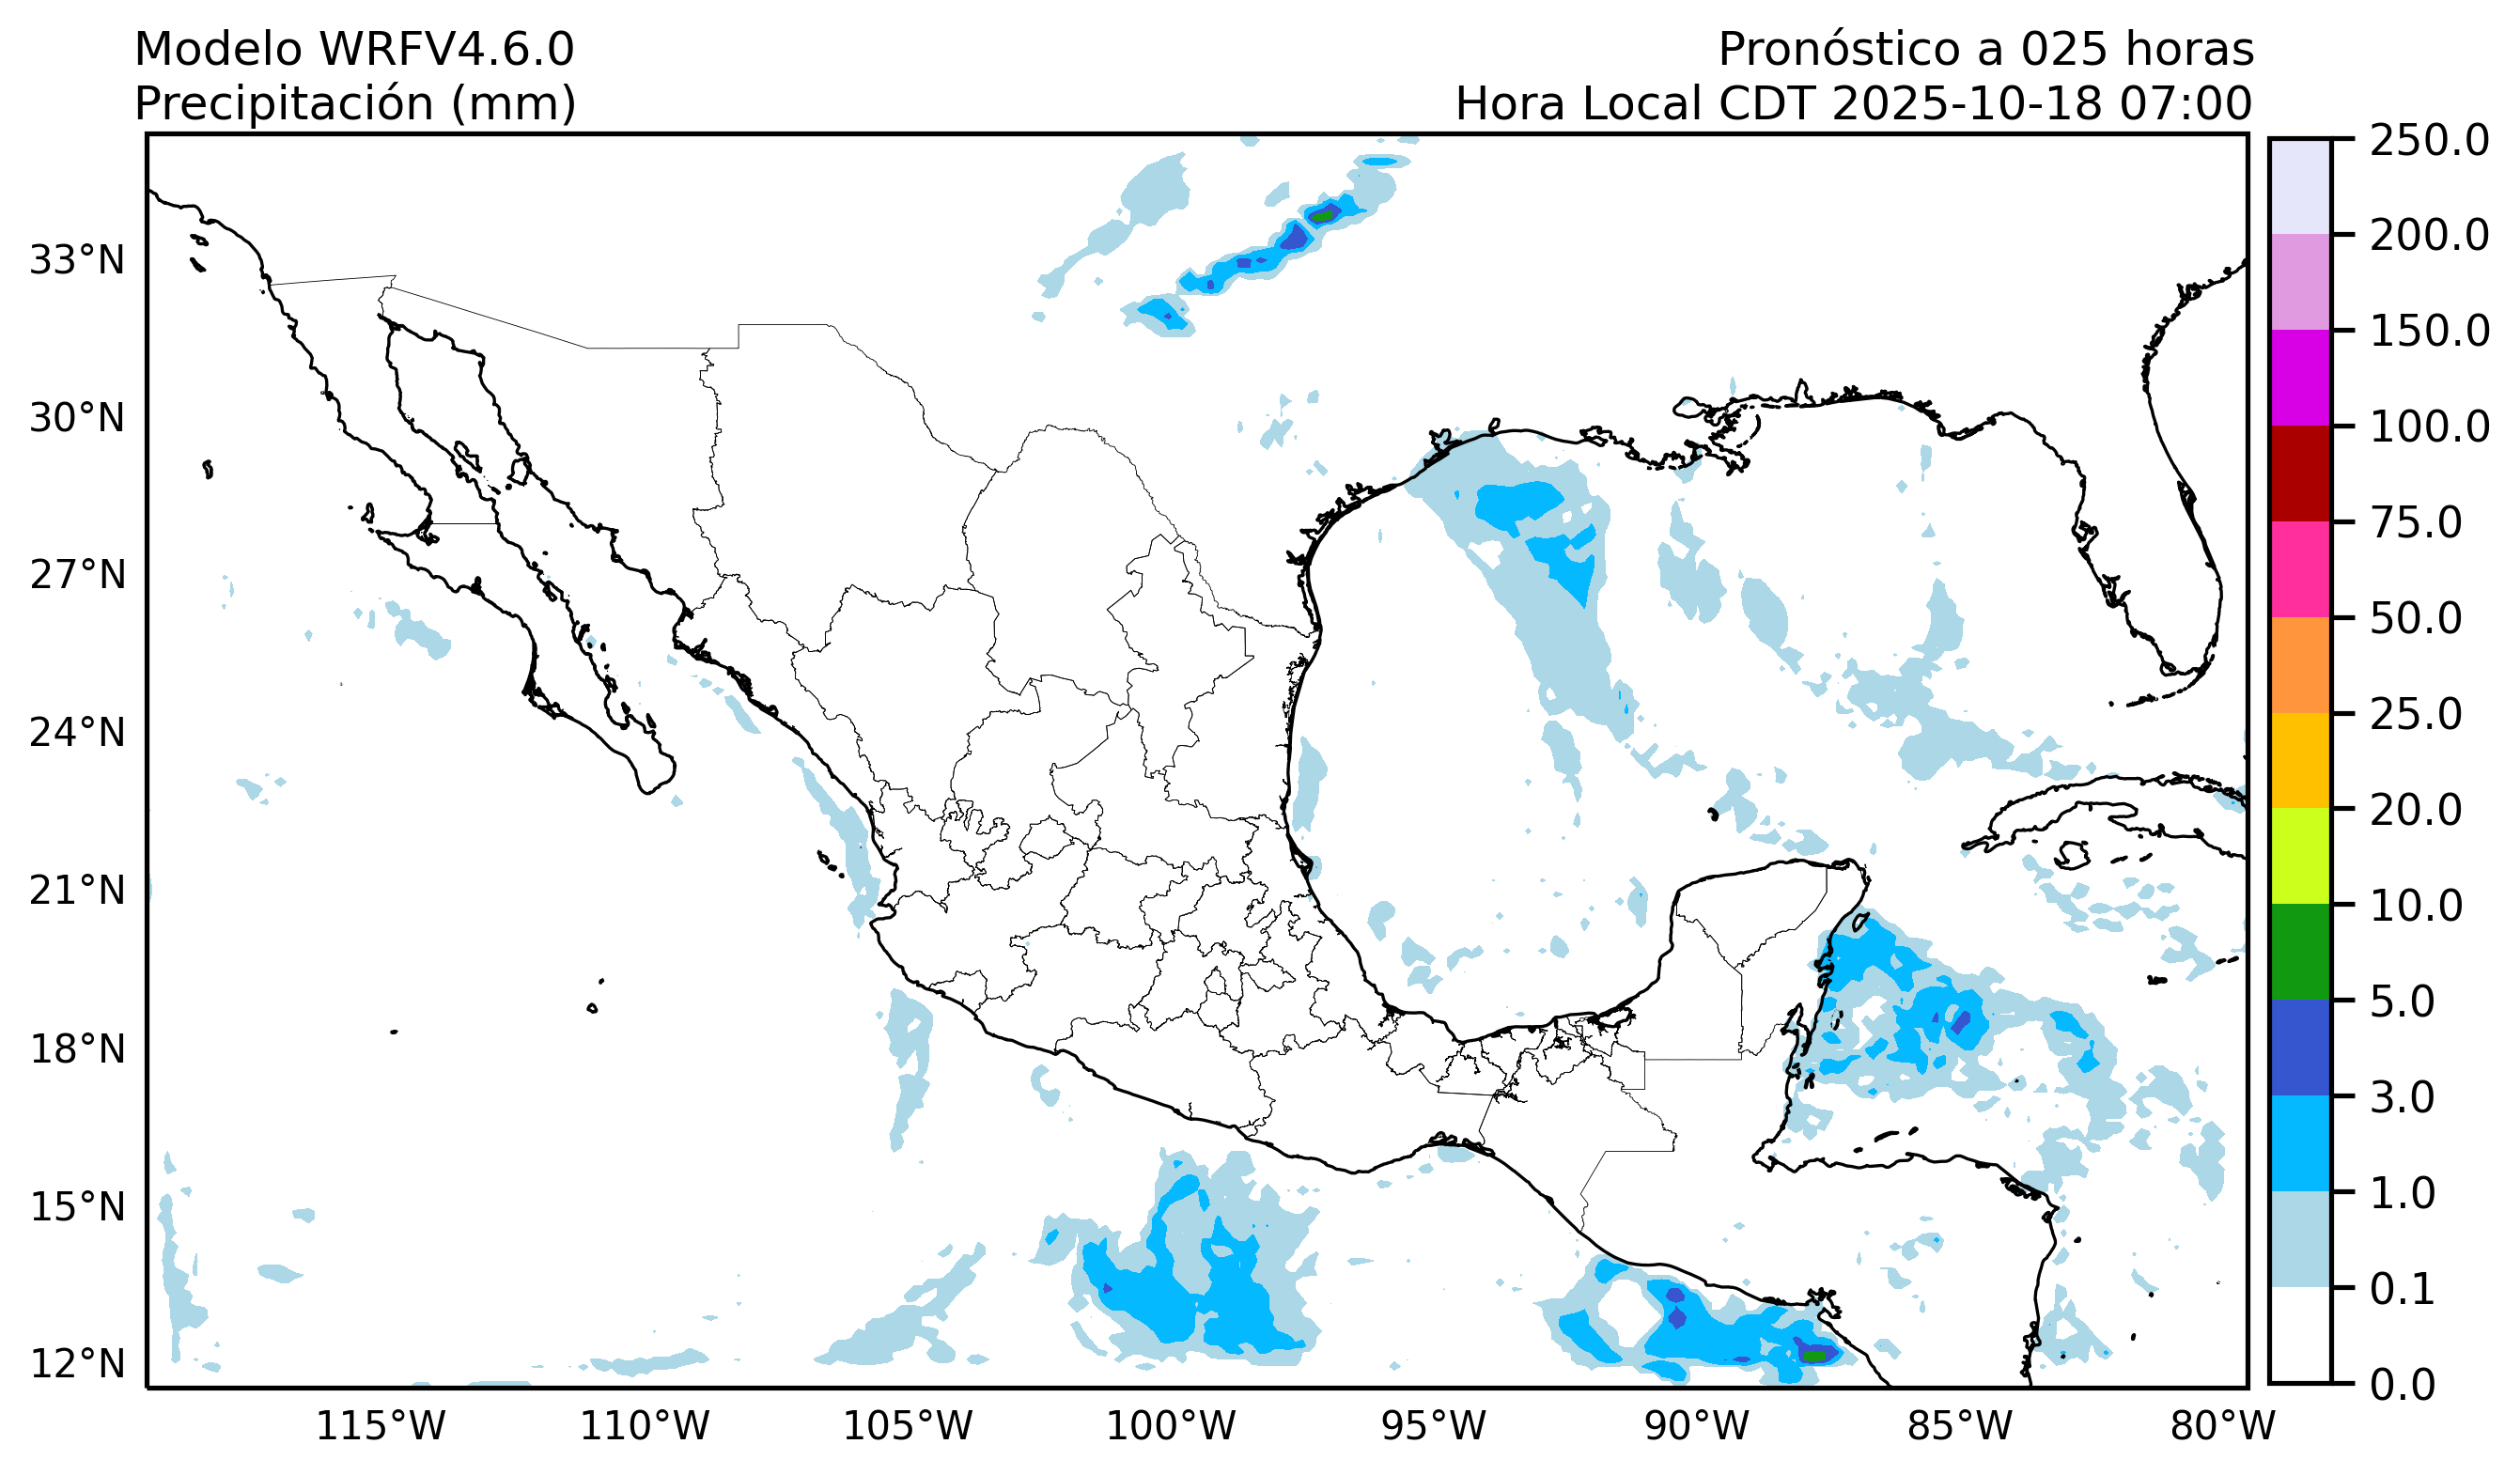 Modelo WRFV4.6.0
Precipitación (mm)
Pronóstico a 025 horas
Hora Local CDT 2025-10-18 07:00
33°N
30°N
27°N
24°N
21°N
18°N
15°N
12°N
115°W
110°W
105°W
100°W
95°W
90°W
85°W
80°W
250.0
200.0
150.0
100.0
75.0
50.0
25.0
20.0
10.0
5.0
3.0
1.0
0.1
0.0